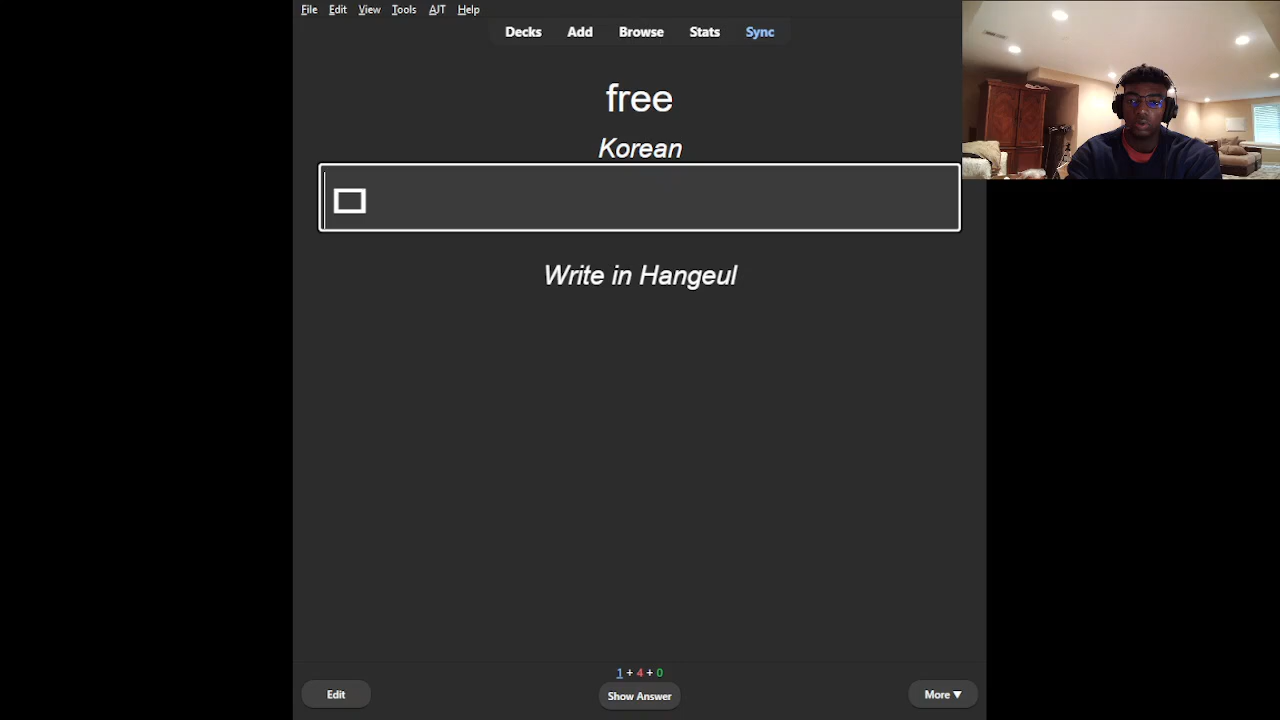 File Edit View Tools AJT Help
Decks Add Browse Stats Sync
free
Korean
ㅁ
Write in Hangeul
1 + 4 + 0
Edit Show Answer More ▼